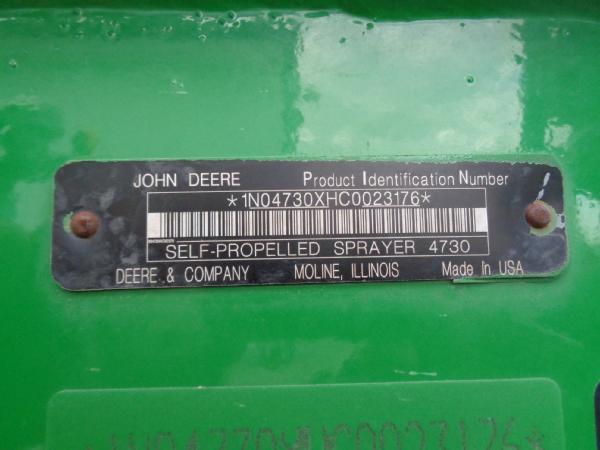 JOHN DEERE Product Identification Number
*1N04730XHC0023176*
SELF-PROPELLED SPRAYER 4730
DEERE & COMPANY MOLINE, ILLINOIS Made In USA